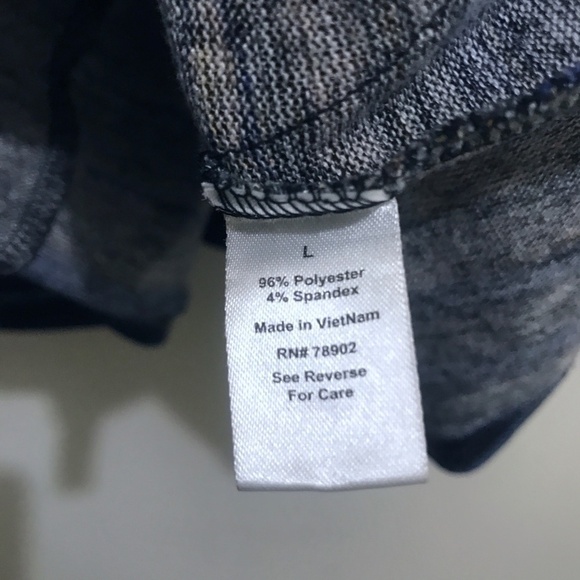 L
96% Polyester
4% Spandex
Made in VietNam
RN# 78902
See Reverse
For Care